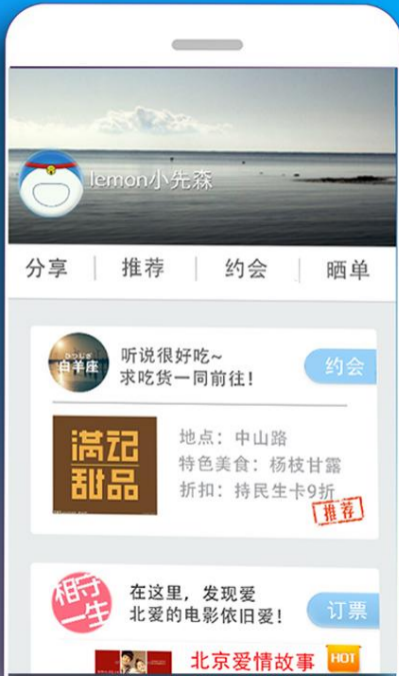 lemon小先森
分享
推荐
约会
晒单
白羊座
听说很好吃~
求吃货一同前往!
约会
满记
甜品
地点：中山路
特色美食：杨枝甘露
折扣：持民生卡9折
推荐
相守
一生
在这里，发现爱
北爱的电影依旧爱!
订票
北京爱情故事
HOT